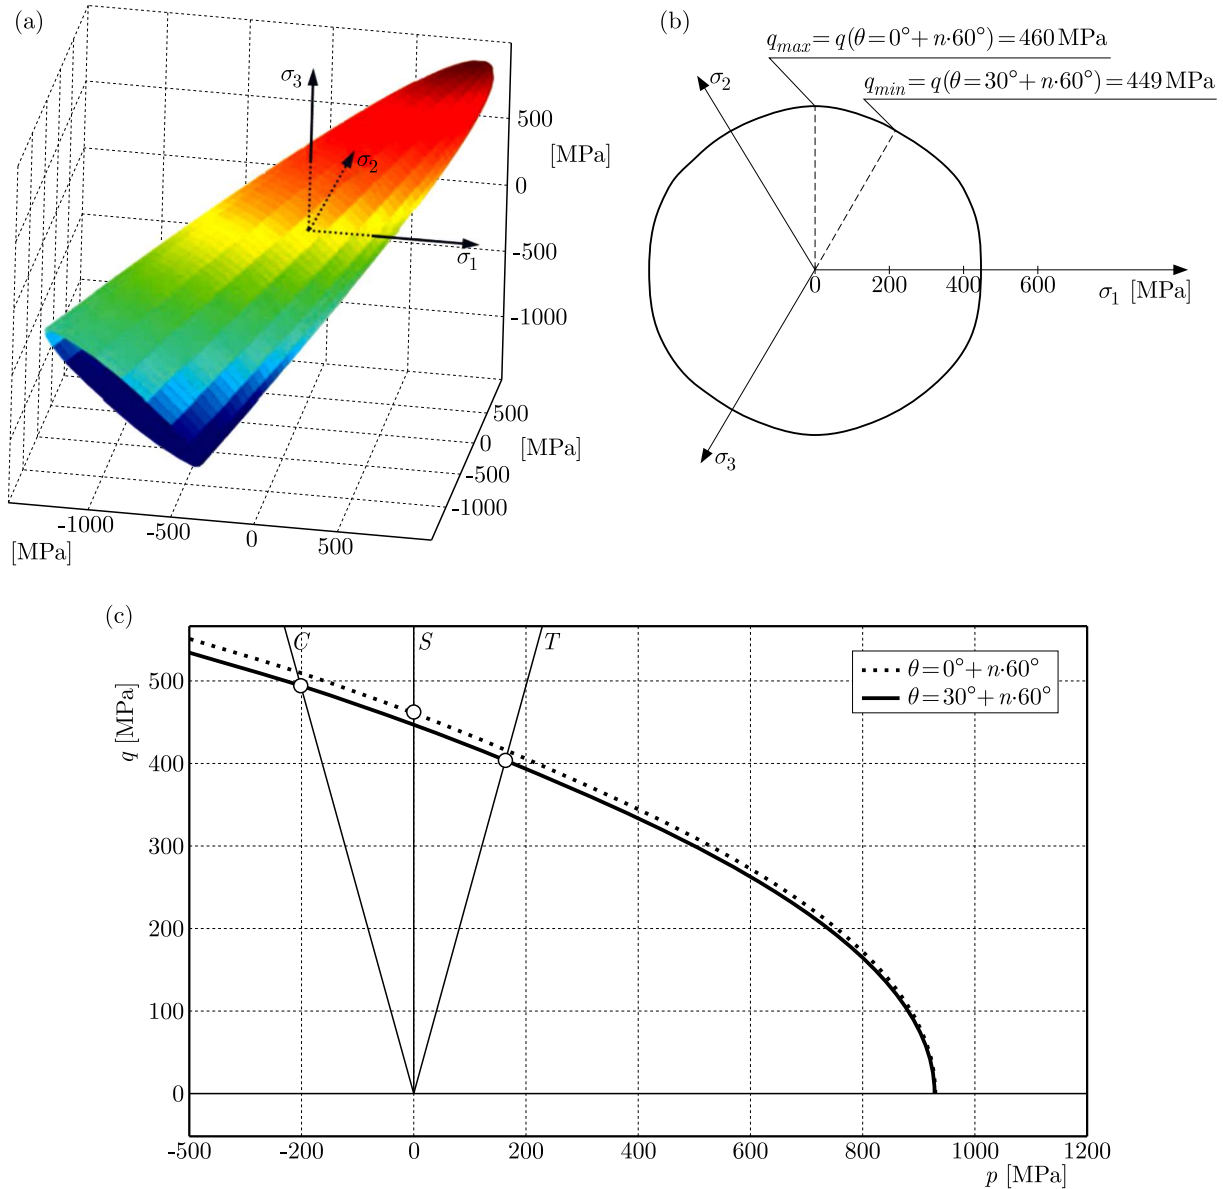 (a)
σ3
σ2
σ1
500
[MPa]
0
-500
-1000
500
0
[MPa]
-500
-1000
-1000
-500
0
500
[MPa]
(b)
qmax = q(θ = 0° + n·60°) = 460 MPa
qmin = q(θ = 30° + n·60°) = 449 MPa
σ2
0
200
400
600
σ1 [MPa]
σ3
(c)
C
S
T
θ = 0° + n·60°
θ = 30° + n·60°
q [MPa]
500
400
300
200
100
0
-500
-200
0
200
400
600
800
1000
1200
p [MPa]